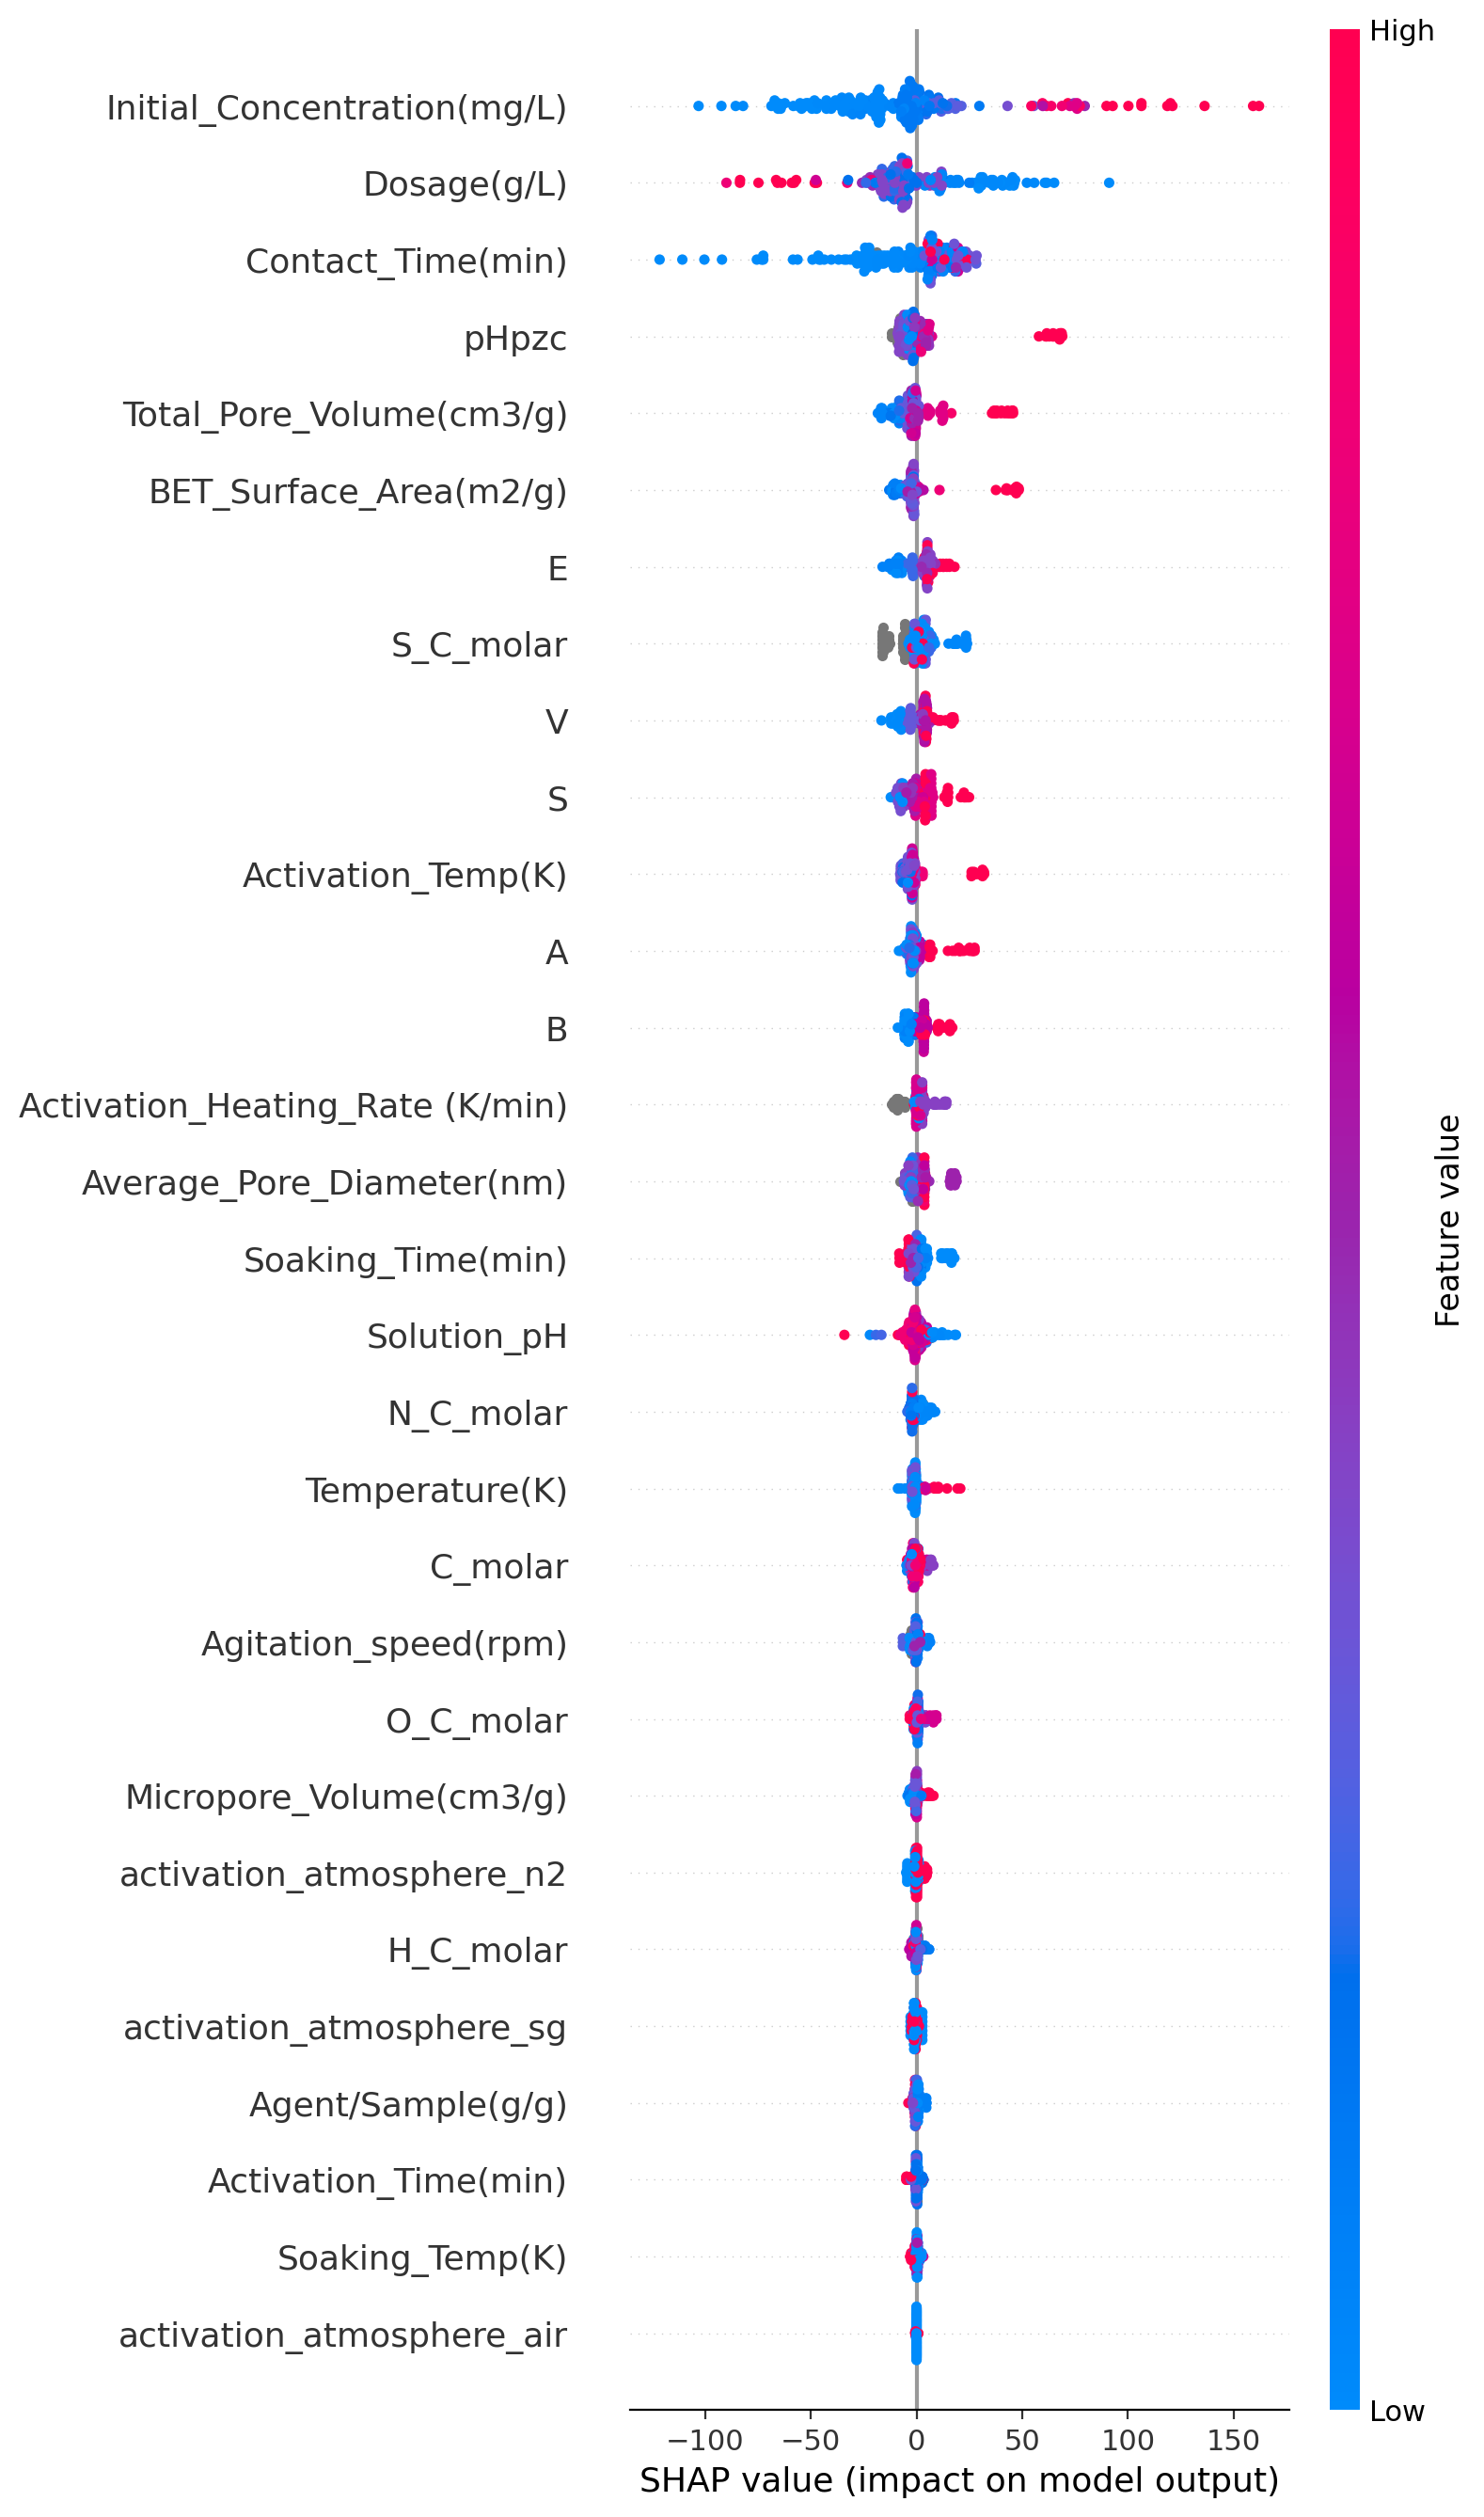 High
Initial_Concentration(mg/L)
Dosage(g/L)
Contact_Time(min)
pHpzc
Total_Pore_Volume(cm3/g)
BET_Surface_Area(m2/g)
E
S_C_molar
V
S
Activation_Temp(K)
A
B
Activation_Heating_Rate (K/min)
Average_Pore_Diameter(nm)
Soaking_Time(min)
Solution_pH
N_C_molar
Temperature(K)
C_molar
Agitation_speed(rpm)
O_C_molar
Micropore_Volume(cm3/g)
activation_atmosphere_n2
H_C_molar
activation_atmosphere_sg
Agent/Sample(g/g)
Activation_Time(min)
Soaking_Temp(K)
activation_atmosphere_air
Feature value
Low
−100 −50 0 50 100 150
SHAP value (impact on model output)